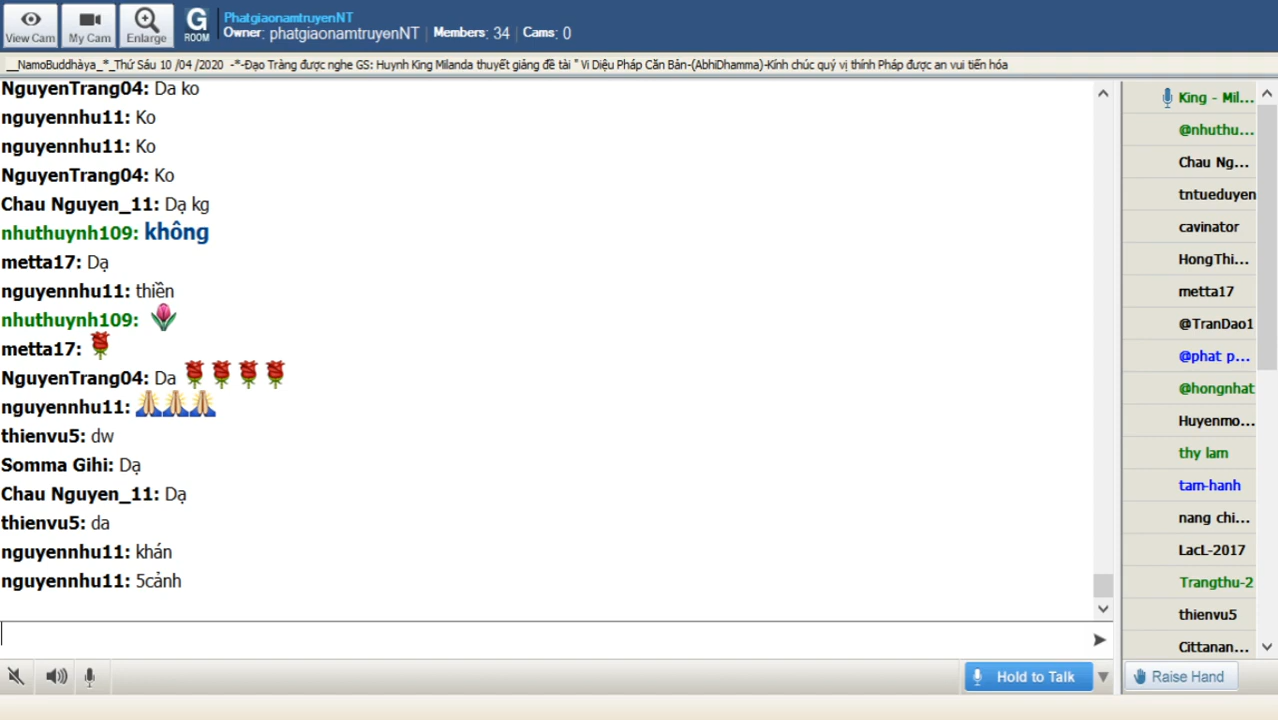 View Cam
My Cam
Enlarge
G
ROOM
PhatgiaonamtruyenNT
Owner: phatgiaonamtruyenNT | Members: 34 | Cams: 0
__NamoBuddhàya_*_Thứ Sáu 10 /04 /2020 -*-Đạo Tràng được nghe GS: Huynh King Milanda thuyết giảng đề tài " Vi Diệu Pháp Căn Bản-(AbhiDhamma)-Kính chúc quý vị thính Pháp được an vui tiến hóa
NguyenTrang04: Da ko
nguyennhu11: Ko
nguyennhu11: Ko
NguyenTrang04: Ko
Chau Nguyen_11: Dạ kg
nhuthuynh109: không
metta17: Dạ
nguyennhu11: thiền
nhuthuynh109:
metta17:
NguyenTrang04: Da
nguyennhu11:
thienvu5: dw
Somma Gihi: Dạ
Chau Nguyen_11: Dạ
thienvu5: da
nguyennhu11: khán
nguyennhu11: 5cảnh
King - Mil...
@nhuthu...
Chau Ng...
tntueduyen
cavinator
HongThi...
metta17
@TranDao1
@phat p...
@hongnhat
Huyenmo...
thy lam
tam-hanh
nang chi...
LacL-2017
Trangthu-2
thienvu5
Cittanan...
Hold to Talk
Raise Hand